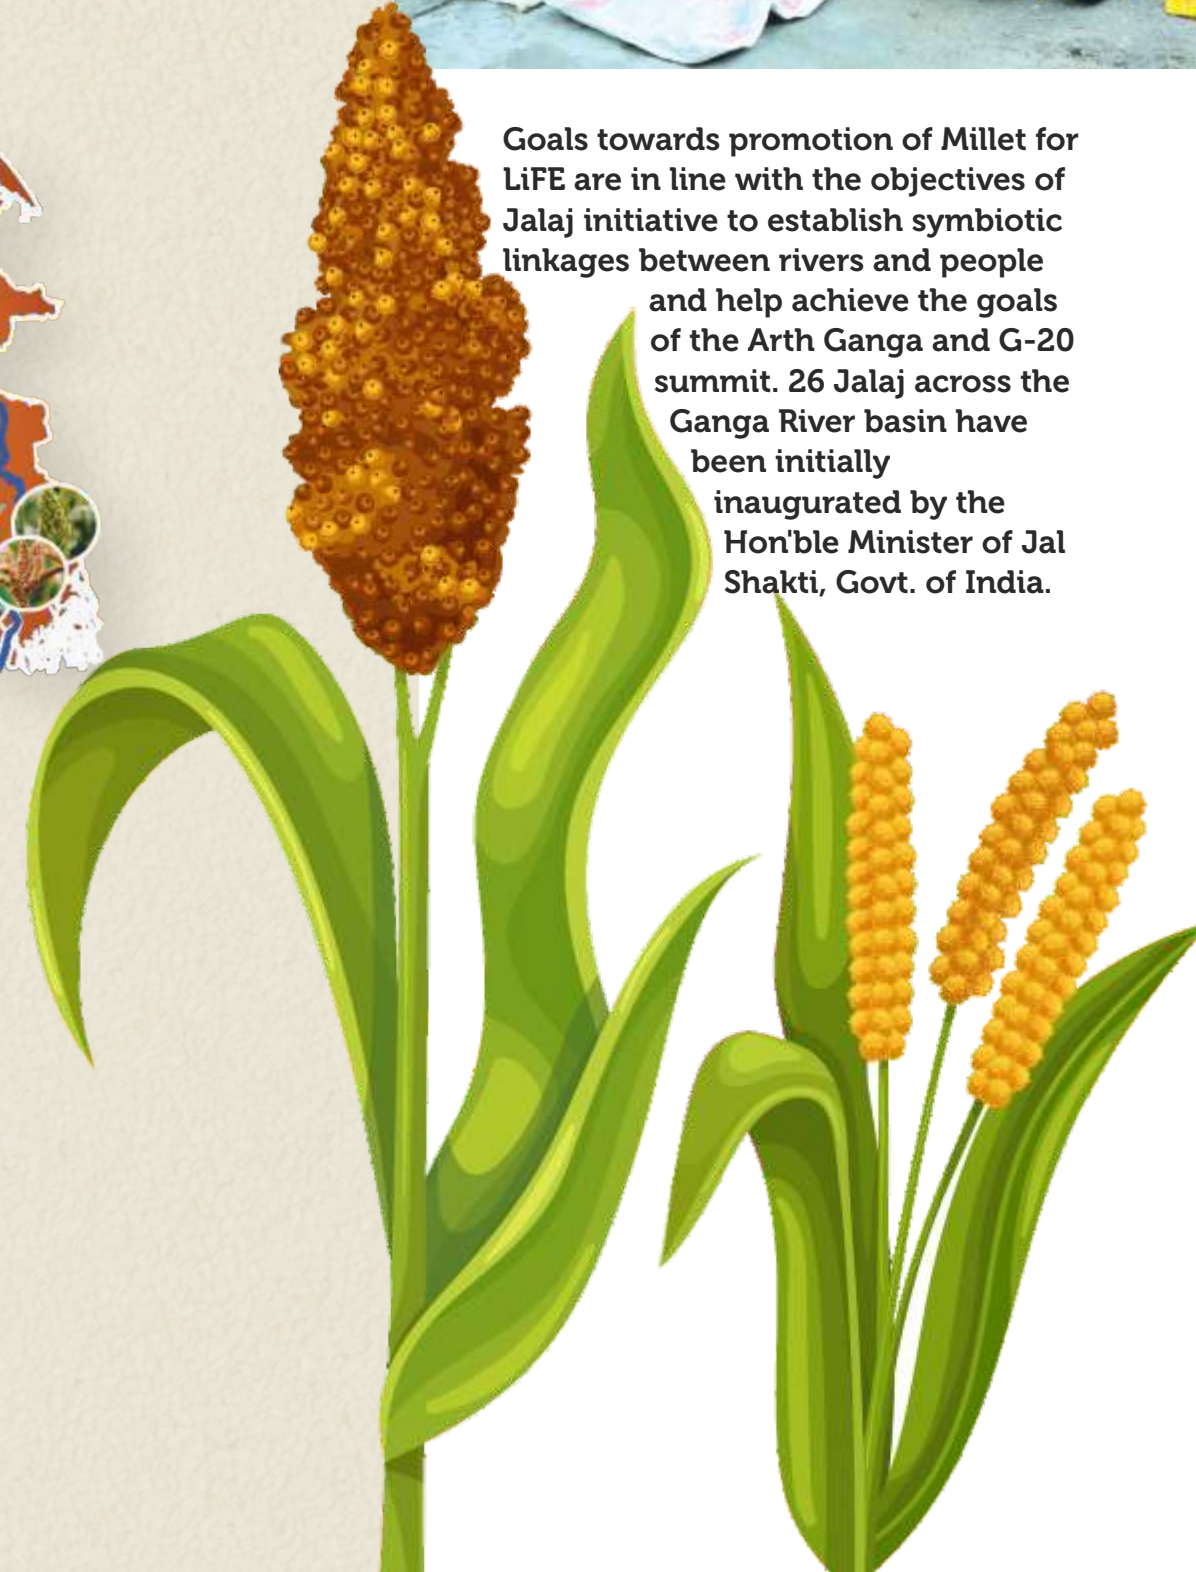 Goals towards promotion of Millet for
LiFE are in line with the objectives of
Jalaj initiative to establish symbiotic
linkages between rivers and people
and help achieve the goals
of the Arth Ganga and G-20
summit. 26 Jalaj across the
Ganga River basin have
been initially
inaugurated by the
Hon'ble Minister of Jal
Shakti, Govt. of India.